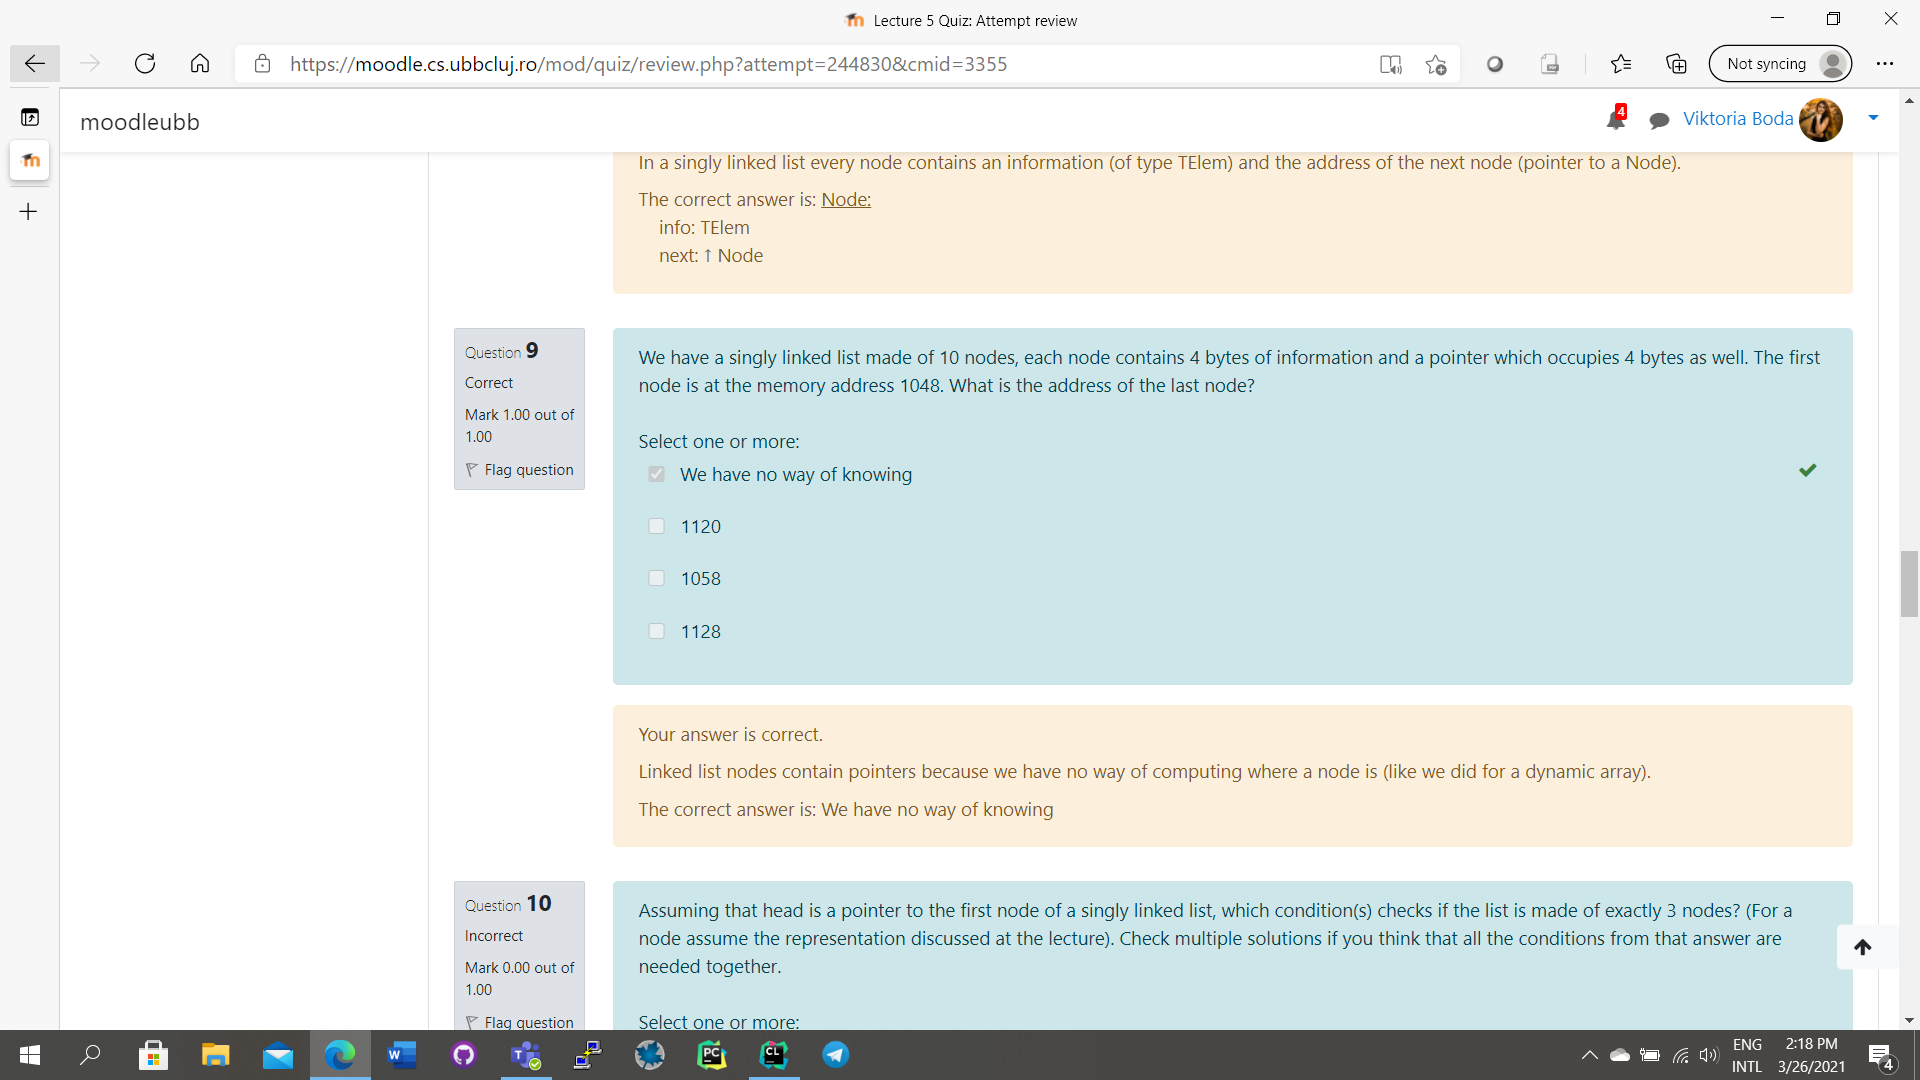 Lecture 5 Quiz: Attempt review
https://moodle.cs.ubbcluj.ro/mod/quiz/review.php?attempt=244830&cmid=3355
Not syncing
moodleubb
4
Viktoria Boda
In a singly linked list every node contains an information (of type TElem) and the address of the next node (pointer to a Node).
The correct answer is: Node:
info: TElem
next: ↑ Node
Question 9
Correct
Mark 1.00 out of
1.00
Flag question
We have a singly linked list made of 10 nodes, each node contains 4 bytes of information and a pointer which occupies 4 bytes as well. The first
node is at the memory address 1048. What is the address of the last node?
Select one or more:
We have no way of knowing
1120
1058
1128
Your answer is correct.
Linked list nodes contain pointers because we have no way of computing where a node is (like we did for a dynamic array).
The correct answer is: We have no way of knowing
Question 10
Incorrect
Mark 0.00 out of
1.00
Flag question
Assuming that head is a pointer to the first node of a singly linked list, which condition(s) checks if the list is made of exactly 3 nodes? (For a
node assume the representation discussed at the lecture). Check multiple solutions if you think that all the conditions from that answer are
needed together.
Select one or more:
ENG
INTL
2:18 PM
3/26/2021
4